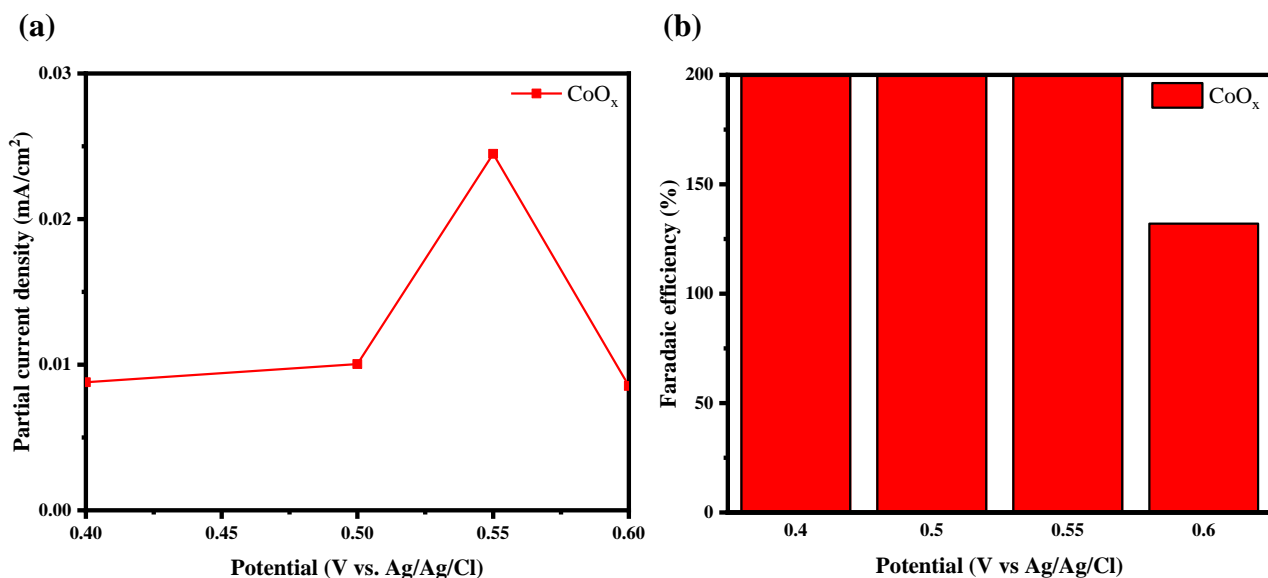 (a)
0.03
0.02
0.01
0.00
Partial current density (mA/cm²)
CoOₓ
0.40 0.45 0.50 0.55 0.60
Potential (V vs. Ag/Ag/Cl)
(b)
200
150
100
50
0
Faradaic efficiency (%)
CoOₓ
0.4 0.5 0.55 0.6
Potential (V vs Ag/Ag/Cl)